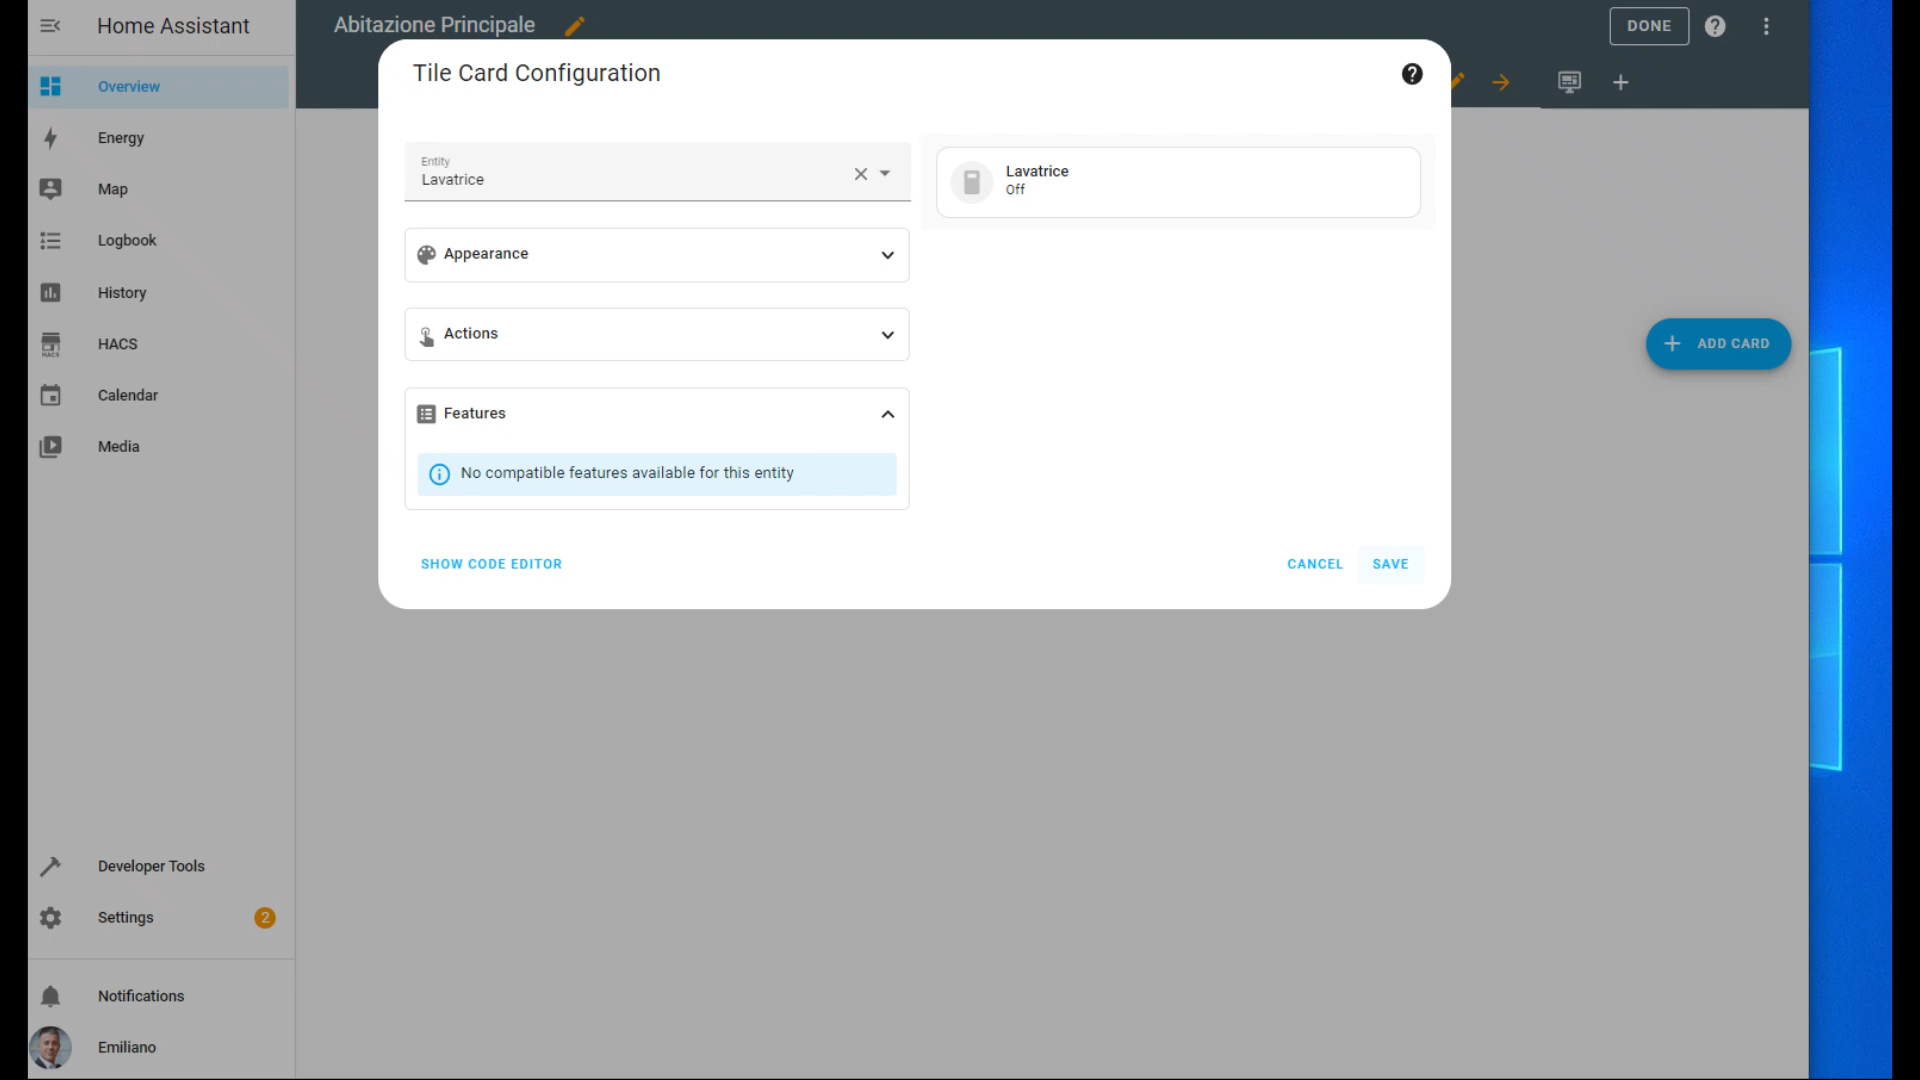 Home Assistant
Abitazione Principale
DONE
Overview
Energy
Map
Logbook
History
HACS
HACS
Calendar
Media
Developer Tools
Settings
2
Notifications
Emiliano
Tile Card Configuration
Entity
Lavatrice
Appearance
Actions
Features
No compatible features available for this entity
SHOW CODE EDITOR
Lavatrice
Off
CANCEL
SAVE
ADD CARD